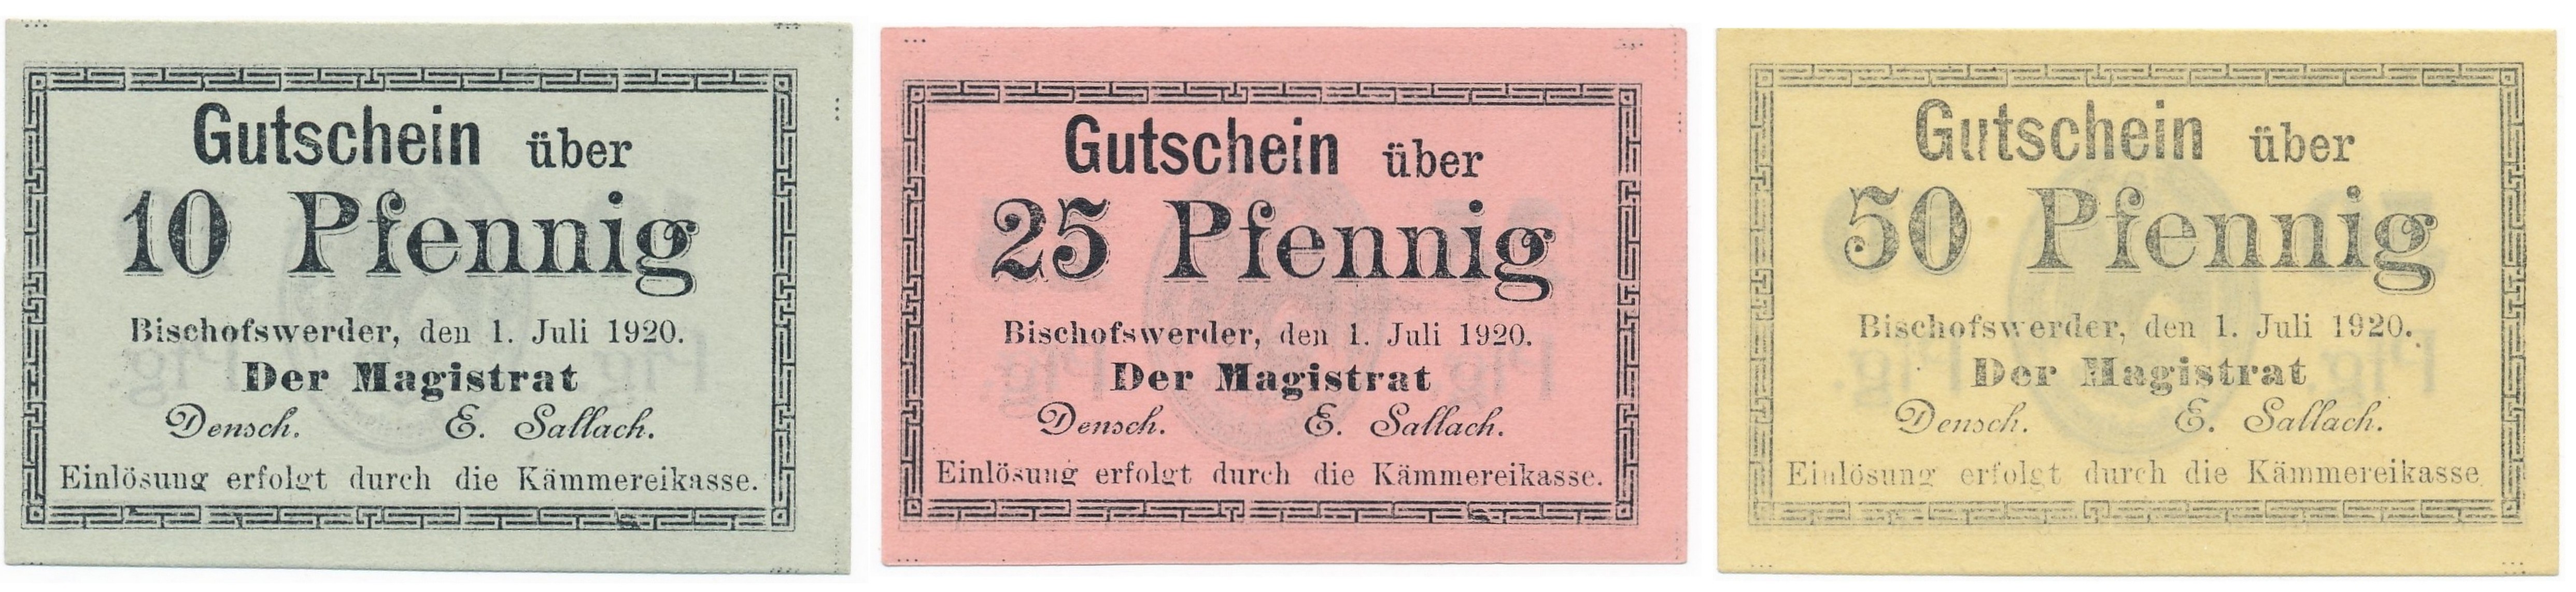 Gutschein über
10 Pfennig
Bischofswerder, den 1. Juli 1920.
Der Magistrat
Densch. E. Sallach.
Einlösung erfolgt durch die Kämmereikasse.
Gutschein über
25 Pfennig
Bischofswerder, den 1. Juli 1920.
Der Magistrat
Densch. E. Sallach.
Einlösung erfolgt durch die Kämmereikasse.
Gutschein über
50 Pfennig
Bischofswerder, den 1. Juli 1920.
Der Magistrat
Densch. E. Sallach.
Einlösung erfolgt durch die Kämmereikasse